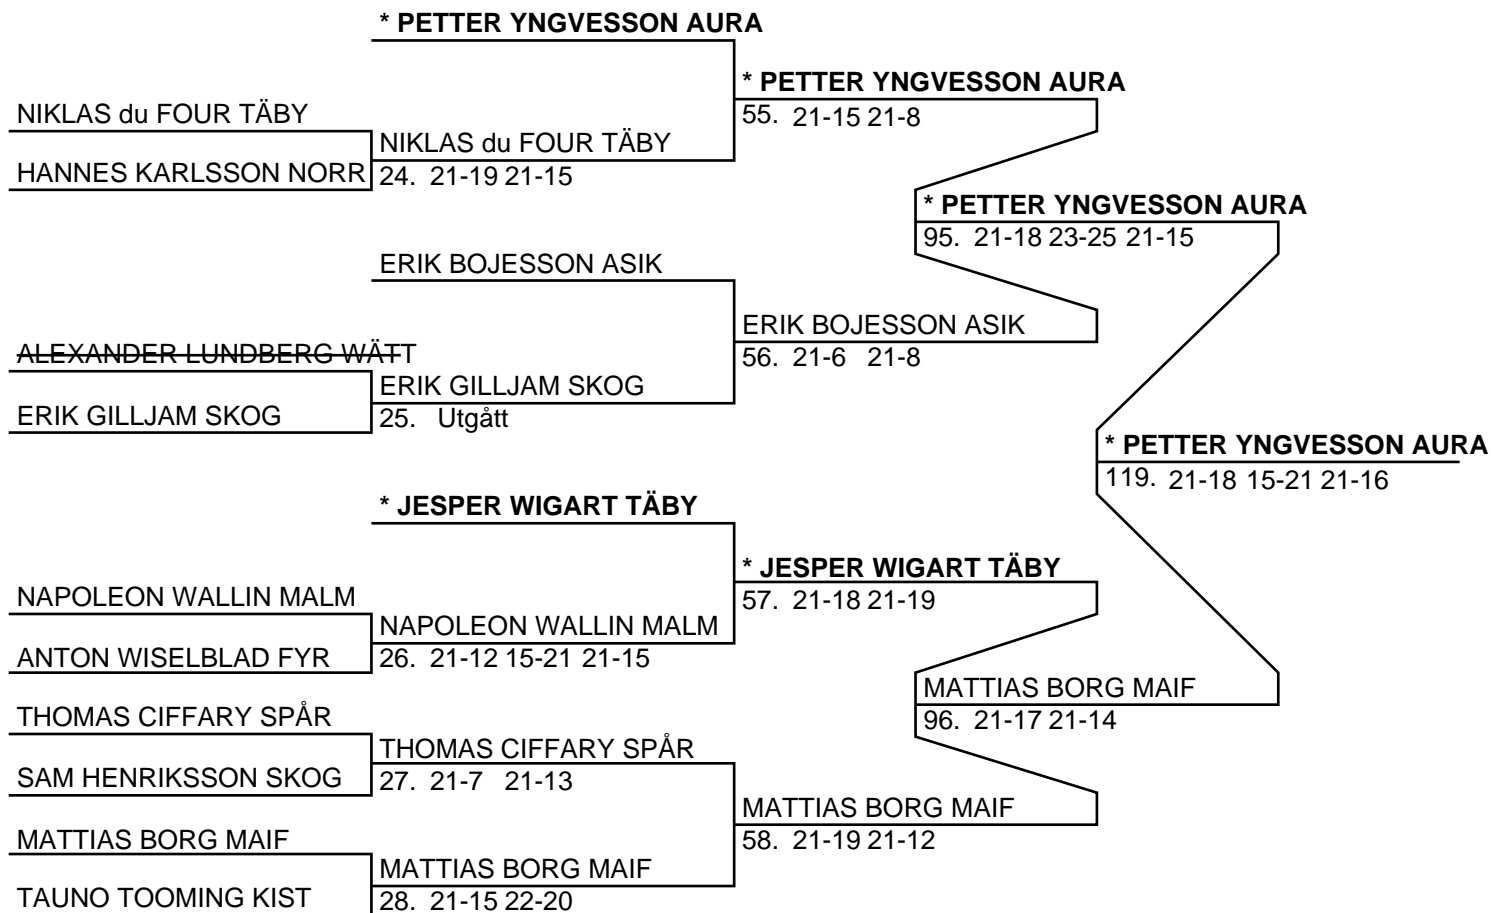 * PETTER YNGVESSON AURA
* PETTER YNGVESSON AURA
NIKLAS du FOUR TÄBY
55. 21-15 21-8
NIKLAS du FOUR TÄBY
HANNES KARLSSON NORR
24. 21-19 21-15
* PETTER YNGVESSON AURA
95. 21-18 23-25 21-15
ERIK BOJESSON ASIK
ERIK BOJESSON ASIK
ALEXANDER LUNDBERG WÄTT
56. 21-6 21-8
ERIK GILLJAM SKOG
ERIK GILLJAM SKOG
25. Utgått
* PETTER YNGVESSON AURA
119. 21-18 15-21 21-16
* JESPER WIGART TÄBY
* JESPER WIGART TÄBY
NAPOLEON WALLIN MALM
57. 21-18 21-19
NAPOLEON WALLIN MALM
ANTON WISELBLAD FYR
26. 21-12 15-21 21-15
MATTIAS BORG MAIF
96. 21-17 21-14
THOMAS CIFFARY SPÅR
THOMAS CIFFARY SPÅR
SAM HENRIKSSON SKOG
27. 21-7 21-13
MATTIAS BORG MAIF
58. 21-19 21-12
MATTIAS BORG MAIF
MATTIAS BORG MAIF
TAUNO TOOMING KIST
28. 21-15 22-20